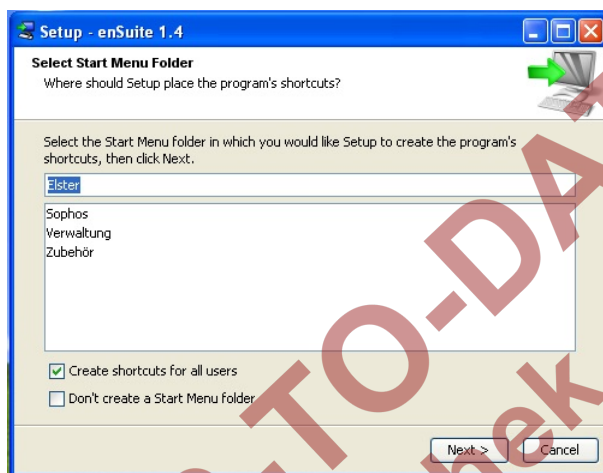 Setup - enSuite 1.4
Select Start Menu Folder
Where should Setup place the program's shortcuts?
Select the Start Menu folder in which you would like Setup to create the program's
shortcuts, then click Next.
Elster
Sophos
Verwaltung
Zubehör
Create shortcuts for all users
Don't create a Start Menu folder
Next > Cancel